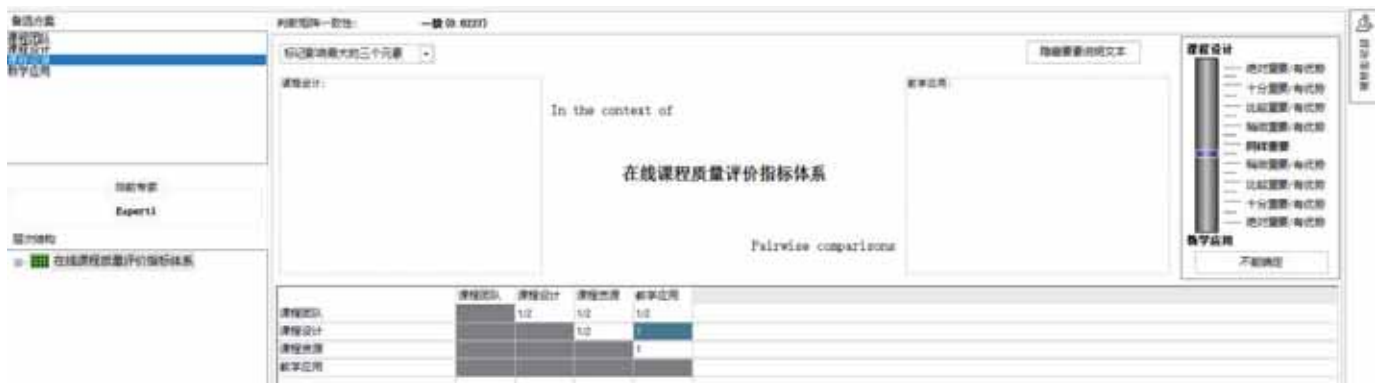 备选方案
课程团队
课程设计
课程资源
教学应用
当前专家
Expert1
层次结构
在线课程质量评价指标体系
判断矩阵一致性: 一般(0.0227)
标记影响最大的三个元素
隐藏要素说明文本
课程设计:
In the context of
在线课程质量评价指标体系
Pairwise comparisons
教学应用:
课程设计
绝对重要/有优势
十分重要/有优势
比较重要/有优势
稍微重要/有优势
同样重要
稍微重要/有优势
比较重要/有优势
十分重要/有优势
绝对重要/有优势
教学应用
不能确定
课程团队 课程设计 课程资源 教学应用
课程团队 1/2 1/2 1/2
课程设计 1/2 1
课程资源 1
教学应用